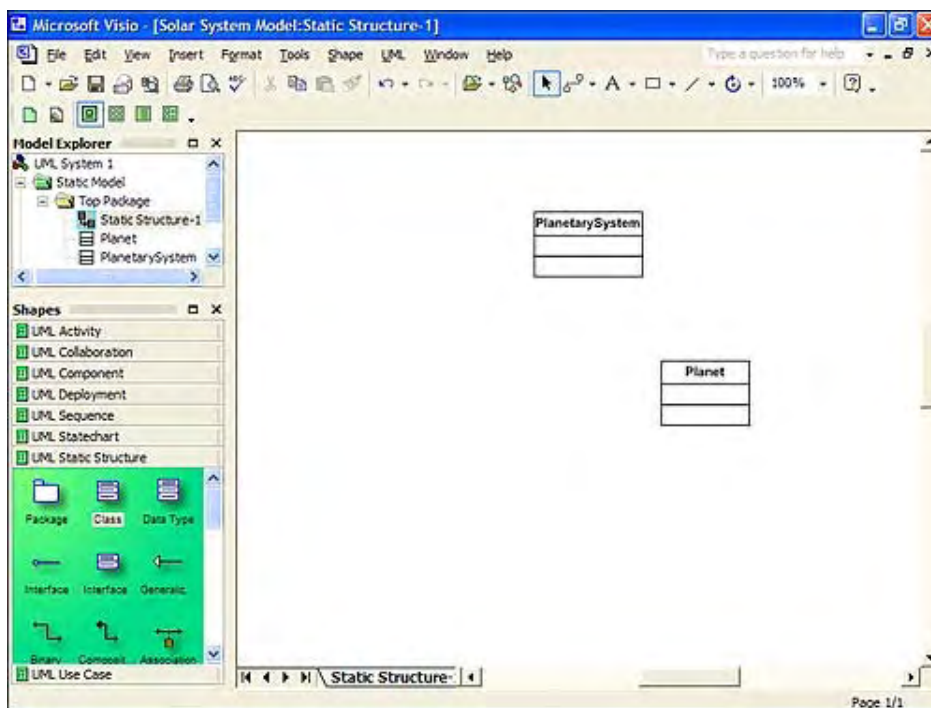 Microsoft Visio - [Solar System Model:Static Structure-1]
File Edit View Insert Format Tools Shape UML Window Help Type a question for help
100%
Model Explorer
UML System 1
Static Model
Top Package
Static Structure-1
Planet
PlanetarySystem
Shapes
UML Activity
UML Collaboration
UML Component
UML Deployment
UML Sequence
UML Statechart
UML Static Structure
Package Class Data Type
Interface Interface Generaliz.
Binary Composit Association
UML Use Case
PlanetarySystem
Planet
Static Structure-
Page 1/1